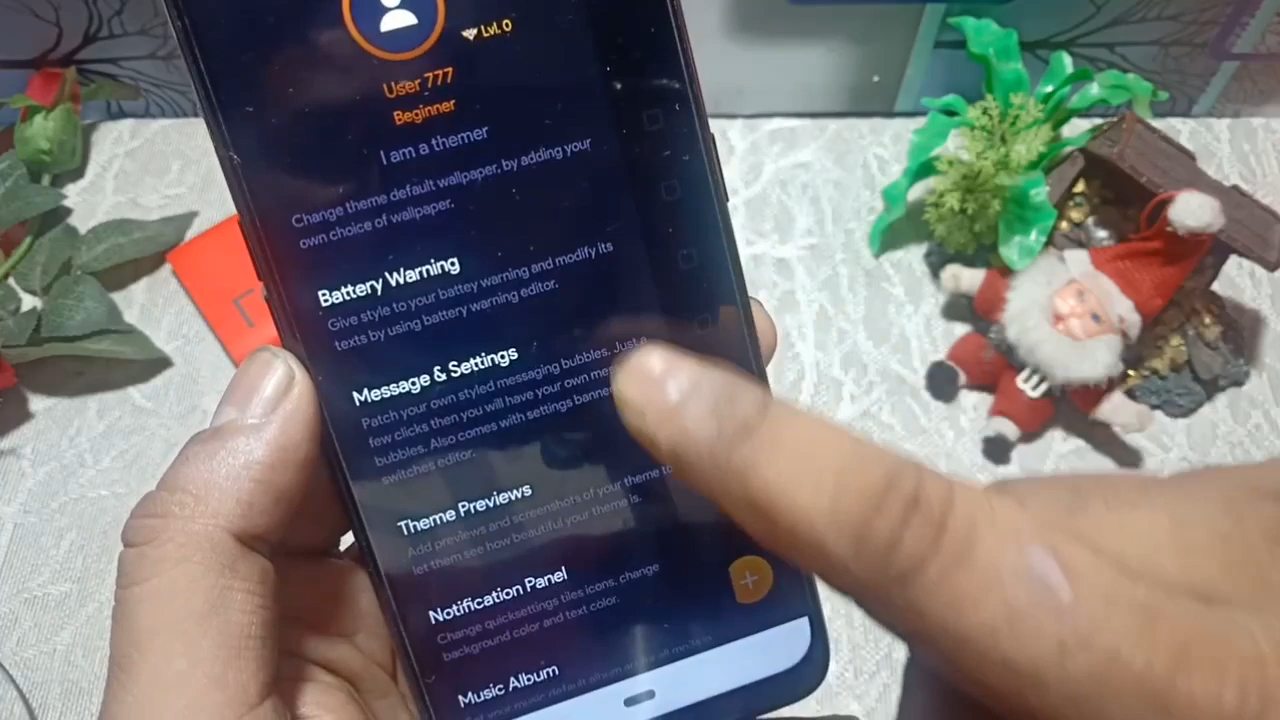 Lvl. 0
User 777
Beginner
I am a themer
Change theme default wallpaper, by adding your
own choice of wallpaper.
Battery Warning
Give style to your battey warning and modify its
texts by using battery warning editor.
Message & Settings
Patch your own styled messaging bubbles. Just a
few clicks then you will have your own
bubbles. Also comes with settings banner
switches editor.
Theme Previews
Add previews and screenshots of your theme to
let them see how beautiful your theme is.
Notification Panel
Change quicksettings tiles icons, change
background color and text color.
Music Album